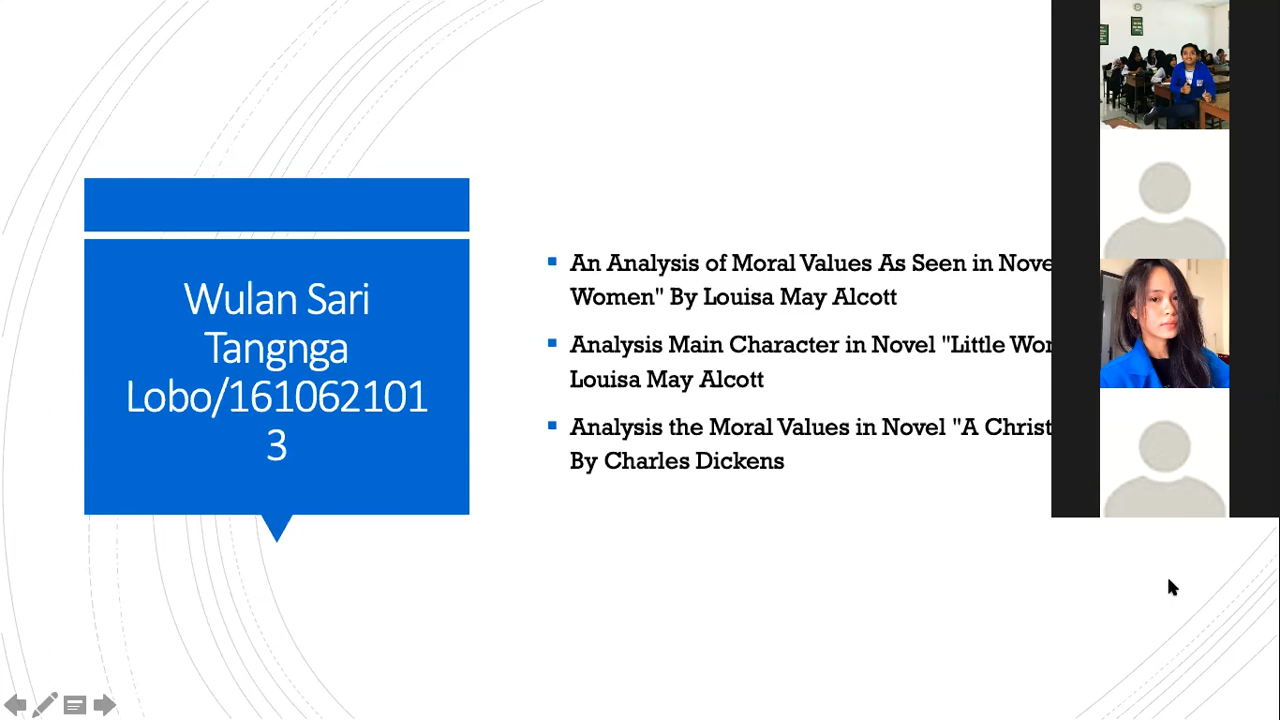 Wulan Sari
Tangnga
Lobo/161062101
3
An Analysis of Moral Values As Seen in Nove
Women" By Louisa May Alcott
Analysis Main Character in Novel "Little Wo
Louisa May Alcott
Analysis the Moral Values in Novel "A Christ
By Charles Dickens